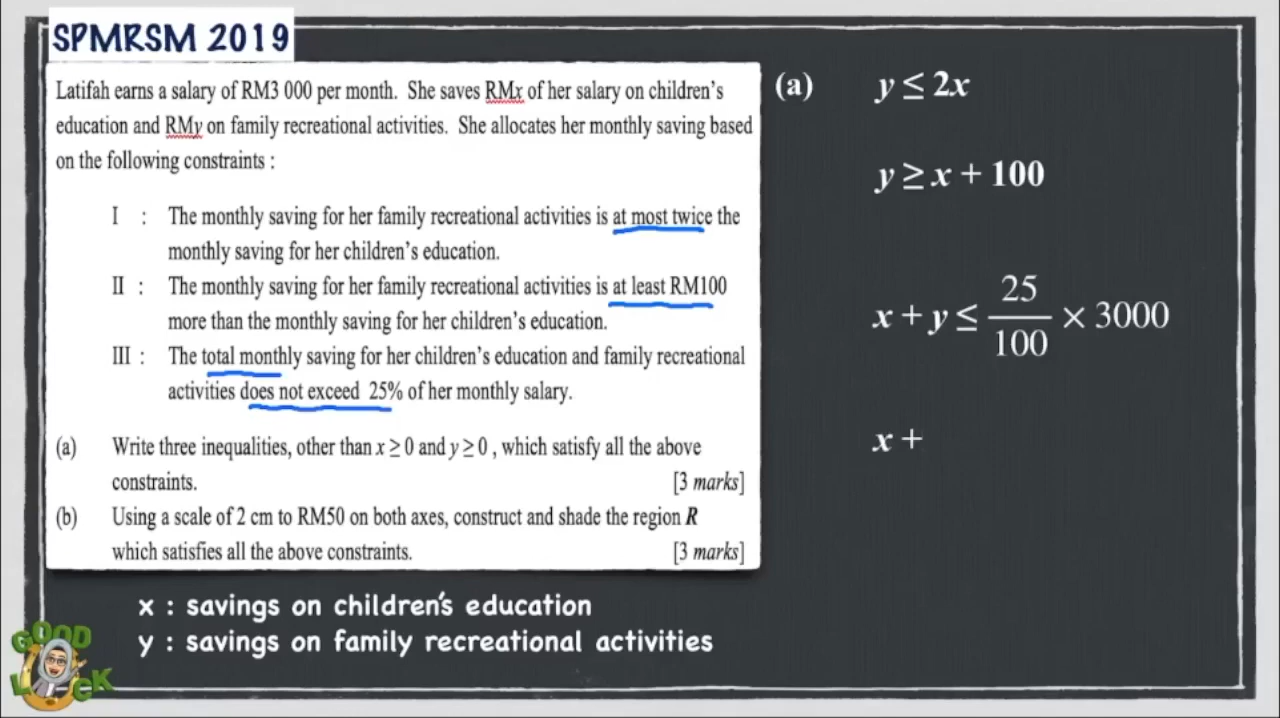 SPMRSM 2019
Latifah earns a salary of RM3 000 per month. She saves RMx of her salary on children's
education and RMy on family recreational activities. She allocates her monthly saving based
on the following constraints :
I : The monthly saving for her family recreational activities is at most twice the
monthly saving for her children's education.
II : The monthly saving for her family recreational activities is at least RM100
more than the monthly saving for her children's education.
III : The total monthly saving for her children's education and family recreational
activities does not exceed 25% of her monthly salary.
(a) Write three inequalities, other than x ≥ 0 and y ≥ 0 , which satisfy all the above
constraints. [3 marks]
(b) Using a scale of 2 cm to RM50 on both axes, construct and shade the region R
which satisfies all the above constraints. [3 marks]
x : savings on children's education
y : savings on family recreational activities
GOOD
LUCK
(a) y ≤ 2x
y ≥ x + 100
x + y ≤ 25/100 × 3000
x +